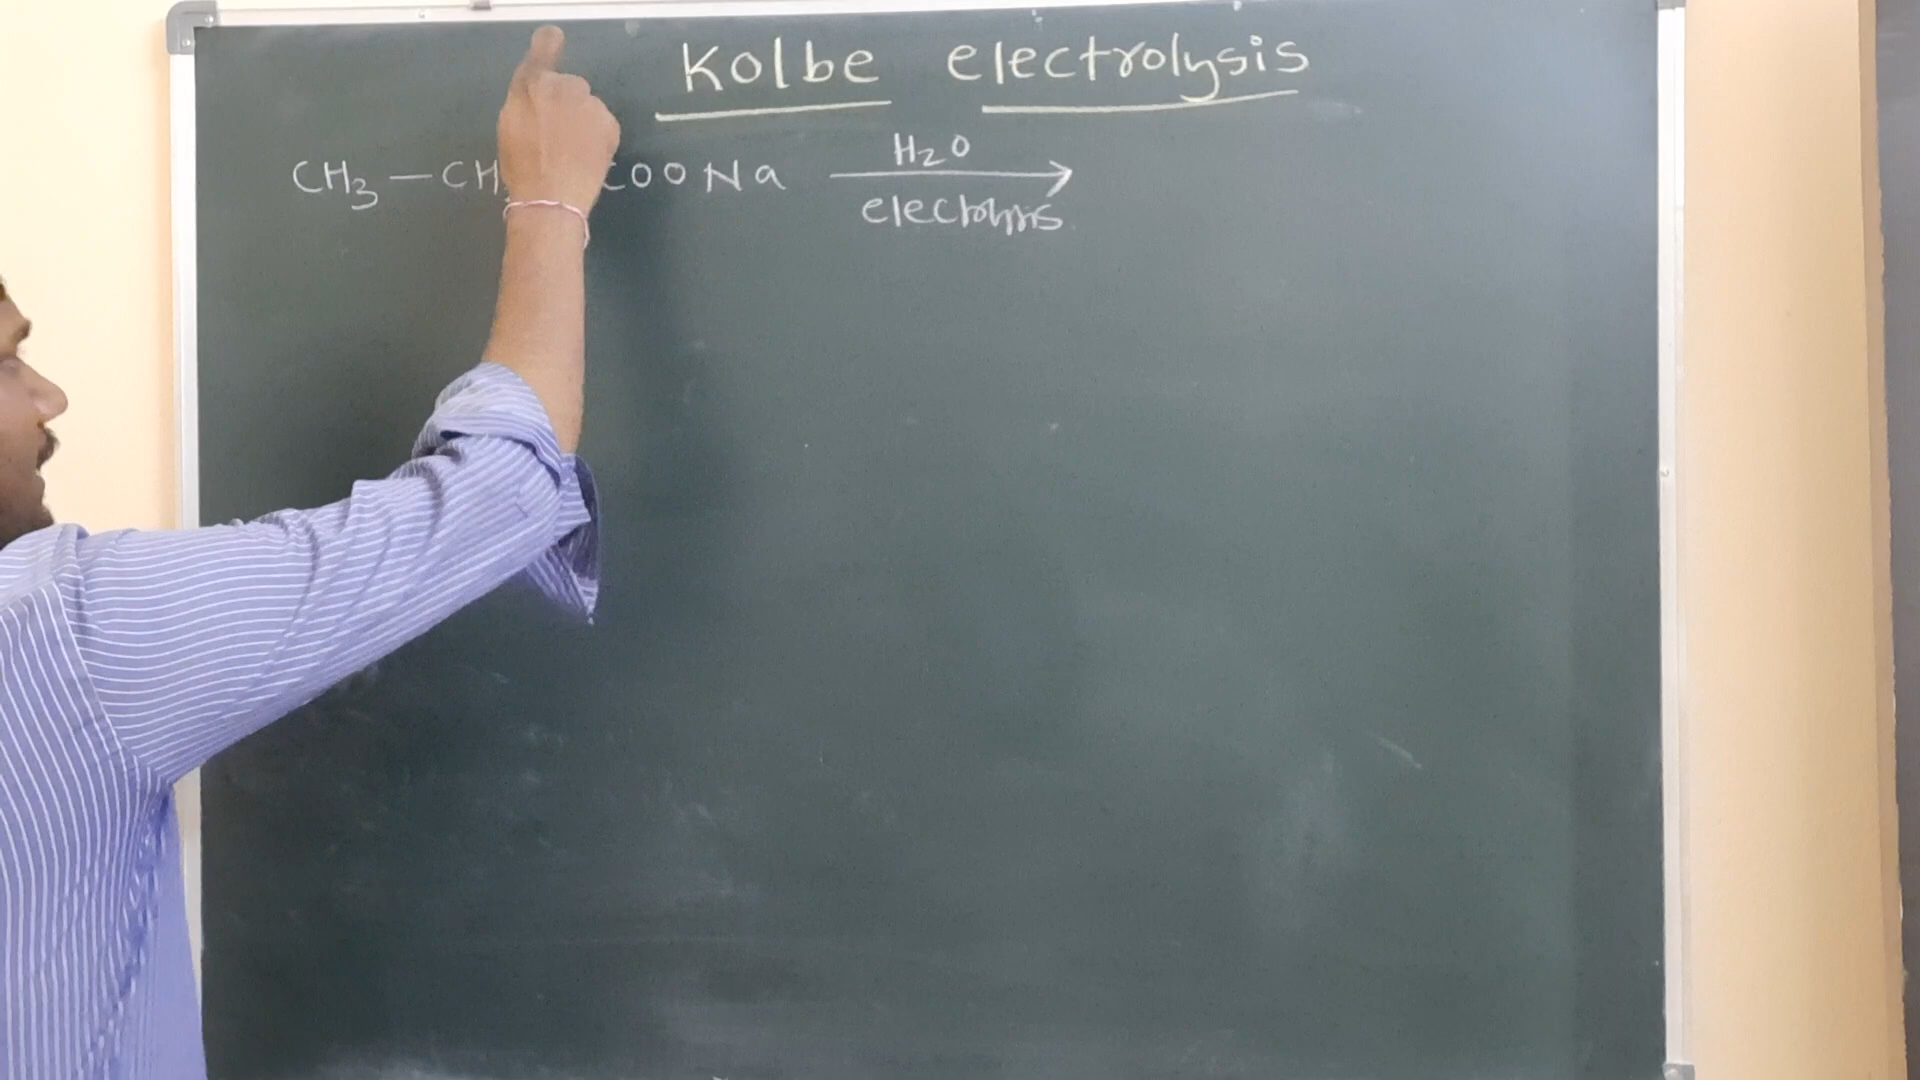 Kolbe electrolysis
H2O
CH3 - CH COONa →
electrolysis